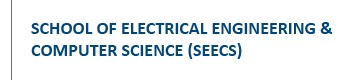 SCHOOL OF ELECTRICAL ENGINEERING &
COMPUTER SCIENCE (SEECS)